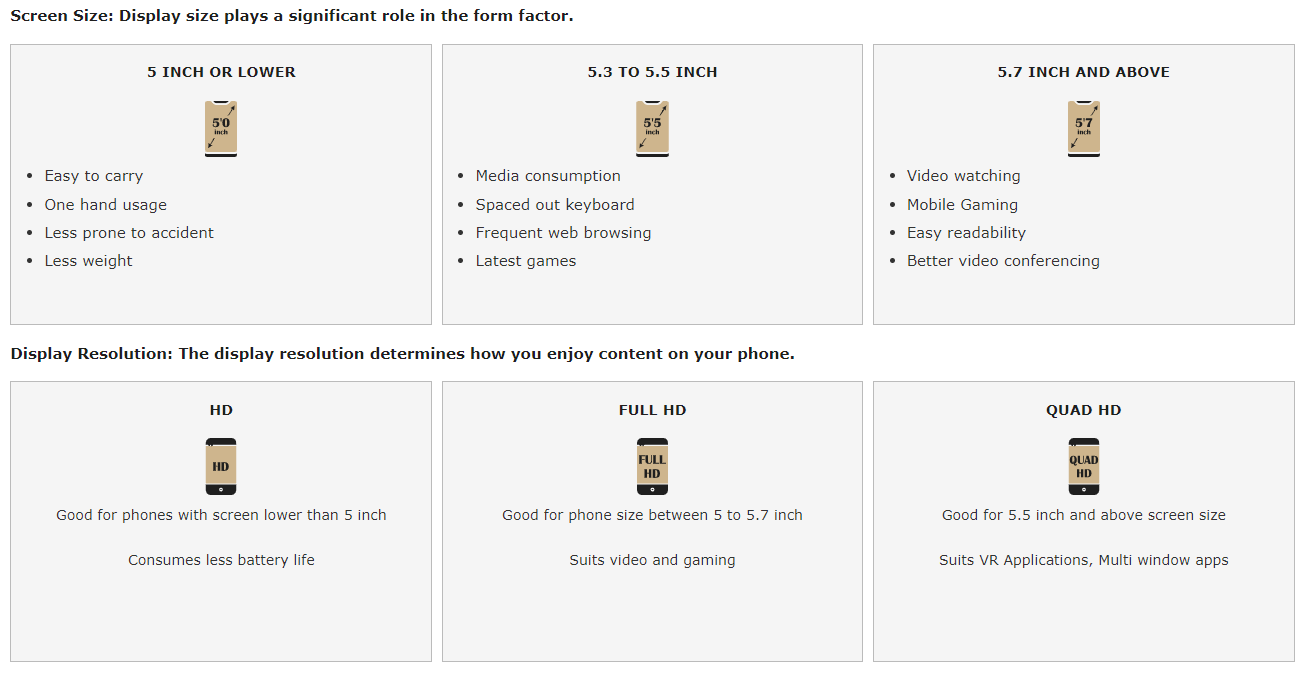 Screen Size: Display size plays a significant role in the form factor.
5 INCH OR LOWER
5'0
inch
Easy to carry
One hand usage
Less prone to accident
Less weight
5.3 TO 5.5 INCH
5'5
inch
Media consumption
Spaced out keyboard
Frequent web browsing
Latest games
5.7 INCH AND ABOVE
5'7
inch
Video watching
Mobile Gaming
Easy readability
Better video conferencing
Display Resolution: The display resolution determines how you enjoy content on your phone.
HD
HD
Good for phones with screen lower than 5 inch
Consumes less battery life
FULL HD
FULL
HD
Good for phone size between 5 to 5.7 inch
Suits video and gaming
QUAD HD
QUAD
HD
Good for 5.5 inch and above screen size
Suits VR Applications, Multi window apps